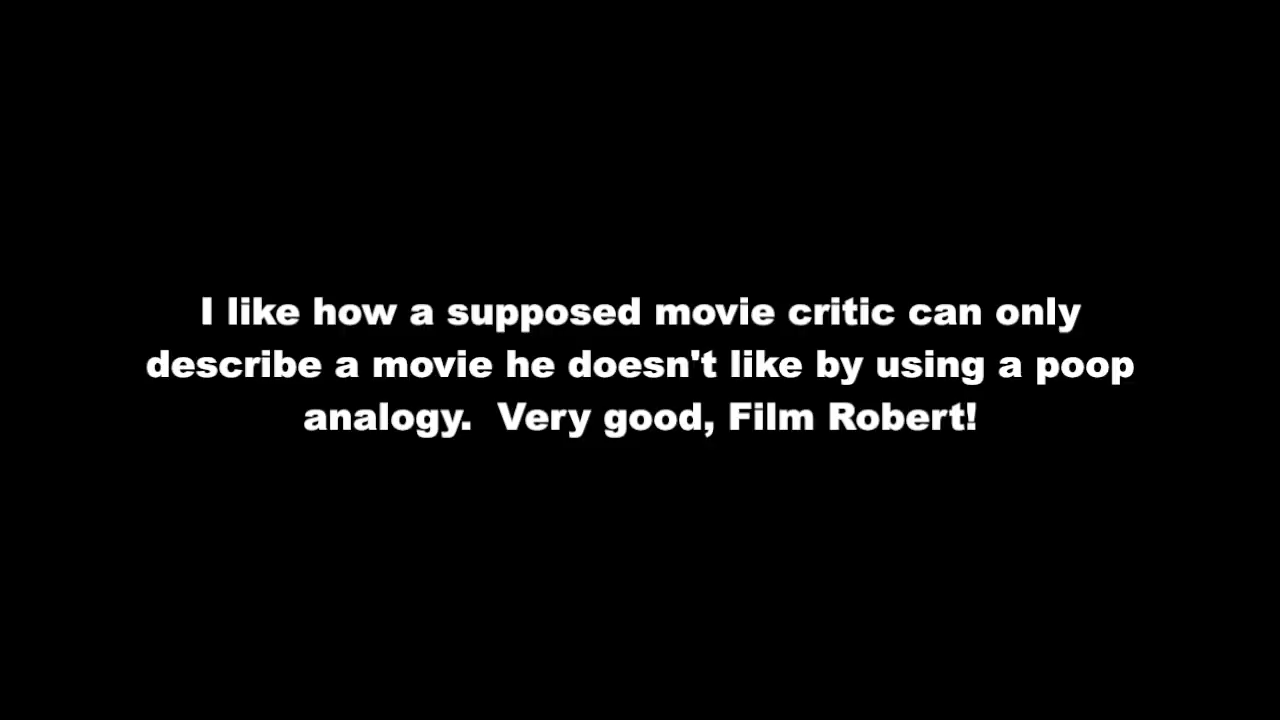 I like how a supposed movie critic can only
describe a movie he doesn't like by using a poop
analogy.  Very good, Film Robert!